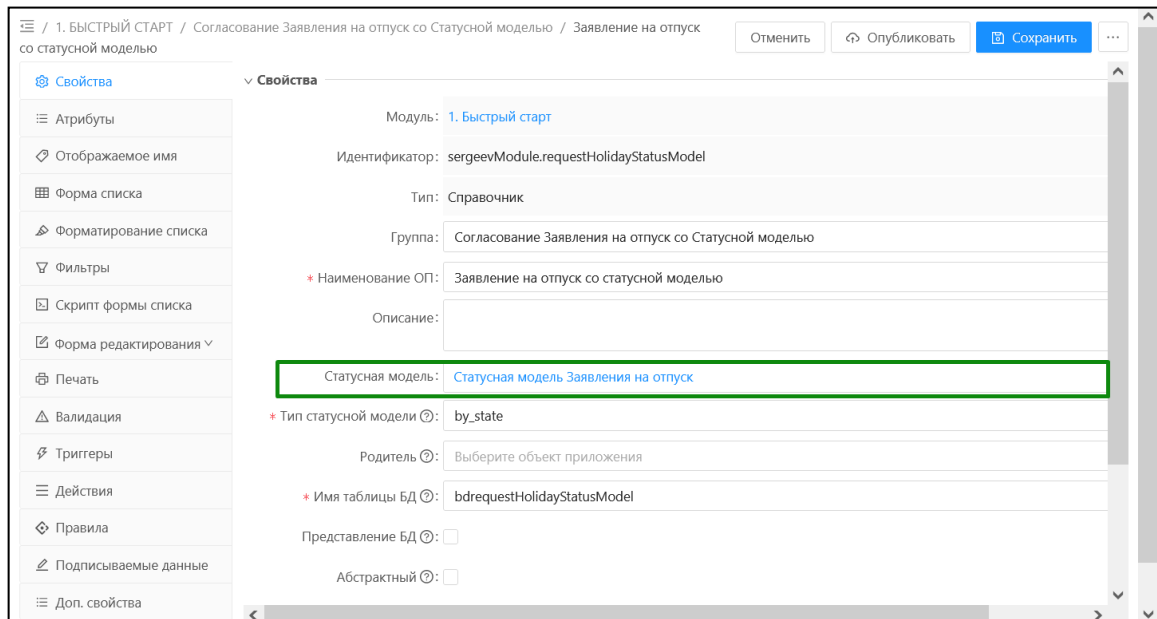 / 1. БЫСТРЫЙ СТАРТ / Согласование Заявления на отпуск со Статусной моделью / Заявление на отпуск
со статусной моделью
Отменить
Опубликовать
Сохранить
Свойства
Атрибуты
Отображаемое имя
Форма списка
Форматирование списка
Фильтры
Скрипт формы списка
Форма редактирования
Печать
Валидация
Триггеры
Действия
Правила
Подписываемые данные
Доп. свойства
Свойства
Модуль: 1. Быстрый старт
Идентификатор: sergeevModule.requestHolidayStatusModel
Тип: Справочник
Группа: Согласование Заявления на отпуск со Статусной моделью
* Наименование ОП: Заявление на отпуск со статусной моделью
Описание:
Статусная модель: Статусная модель Заявления на отпуск
* Тип статусной модели ?: by_state
Родитель ?: Выберите объект приложения
* Имя таблицы БД ?: bdrequestHolidayStatusModel
Представление БД ?:
Абстрактный ?: